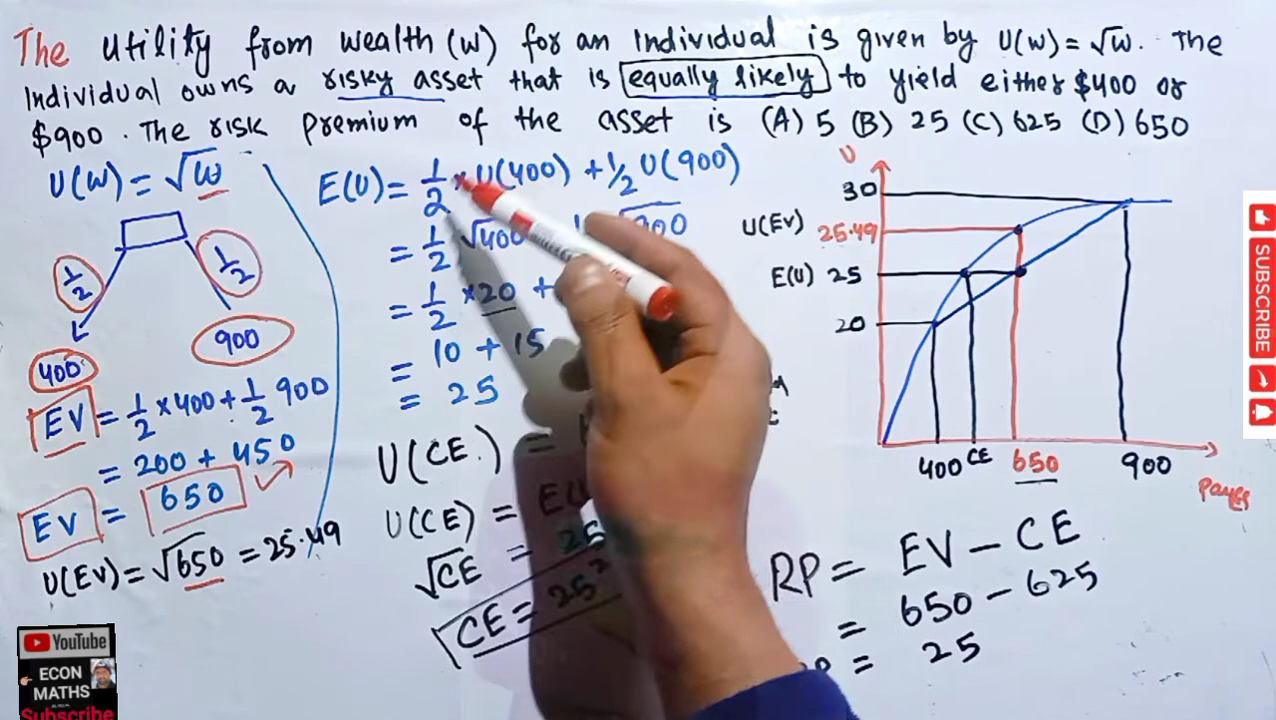 The Utility from Wealth (W) for an Individual is given by U(W) = √W. The
Individual owns a risky asset that is equally likely to yield either $400 or
$900. The risk premium of the asset is (A) 5 (B) 25 (C) 625 (D) 650
U(W) = √W
1/2
1/2
400
900
EV = 1/2 × 400 + 1/2 900
= 200 + 450
EV = 650
U(EV) = √650 = 25.49
E(U) = 1/2 × U(400) + 1/2 U(900)
= 1/2 √400
= 1/2 × 20 +
= 10 + 15
= 25
U(CE) =
U(CE) =
√CE = 25
CE = 25²
U
30
U(EV) 25.49
E(U) 25
20
400 CE 650 900
RP = EV – CE
= 650 – 625
= 25
YouTube
ECON
MATHS
Subscribe
SUBSCRIBE